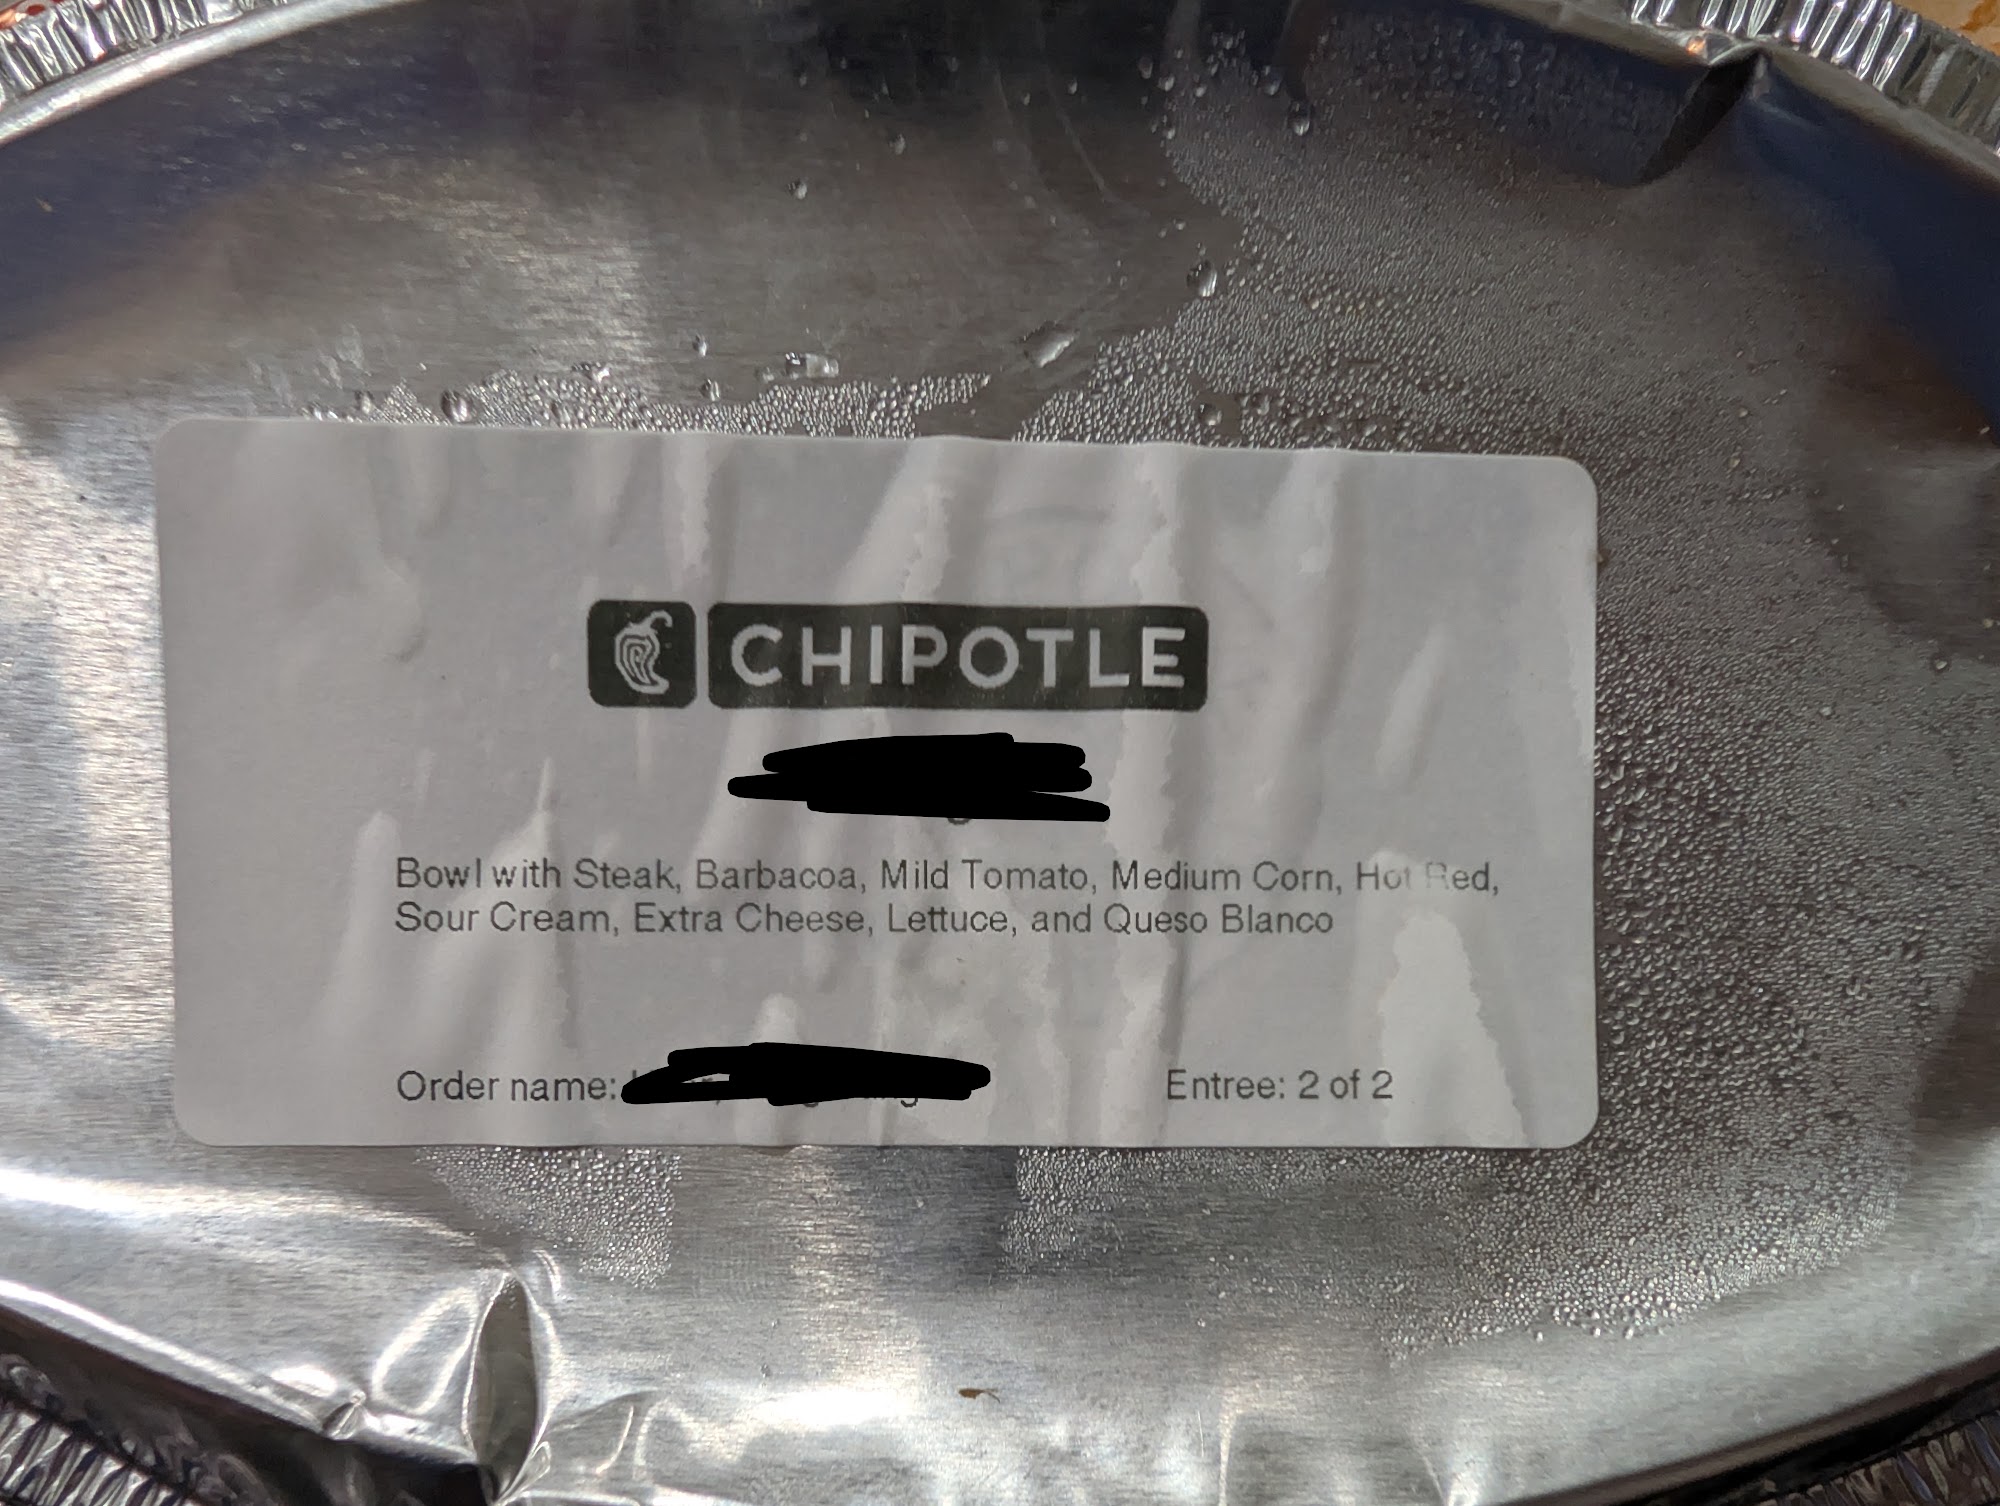 CHIPOTLE
Bowl with Steak, Barbacoa, Mild Tomato, Medium Corn, Hot Red,
Sour Cream, Extra Cheese, Lettuce, and Queso Blanco
Order name:
Entree: 2 of 2